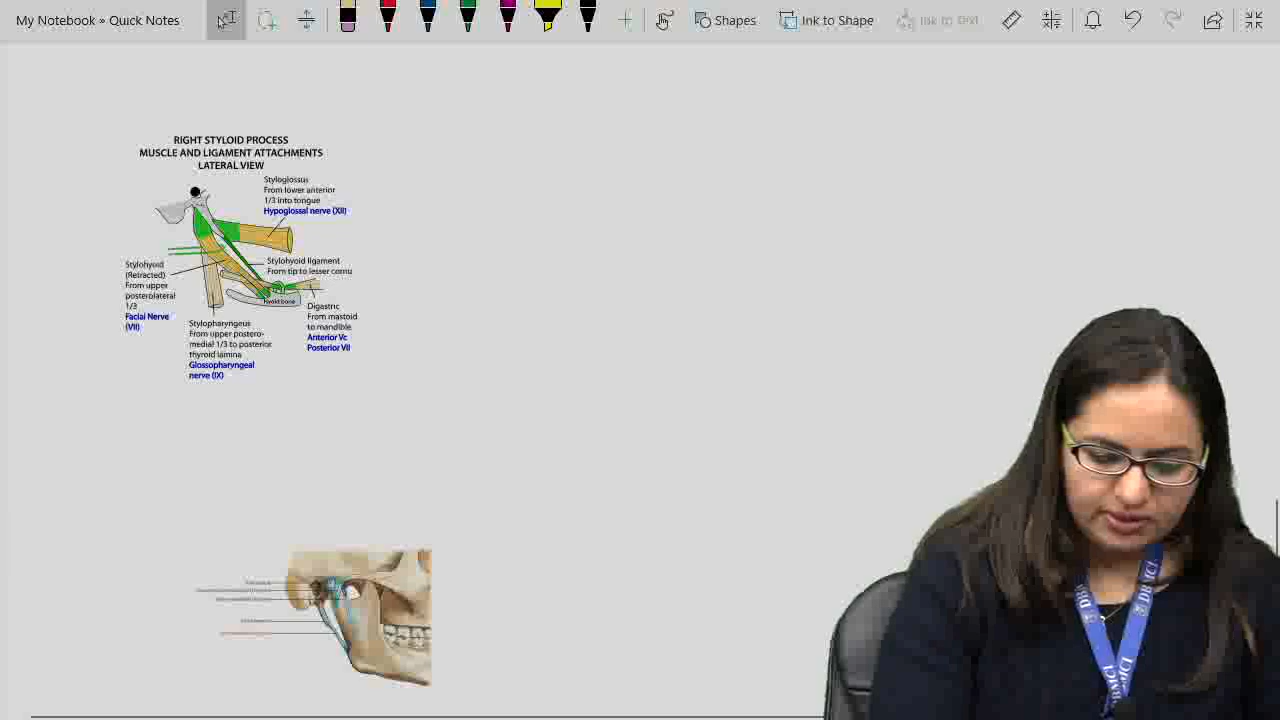 My Notebook » Quick Notes
Shapes
Ink to Shape
Ink to
RIGHT STYLOID PROCESS
MUSCLE AND LIGAMENT ATTACHMENTS
LATERAL VIEW
Styloglossus
From lower anterior
1/3 into tongue
Hypoglossal nerve (XII)
Stylohyoid ligament
From tip to lesser cornu
Stylohyoid
(Retracted)
From upper
posterolateral
1/3
Facial Nerve
(VII)
Hyoid bone
Digastric
From mastoid
to mandible
Anterior Vc
Posterior VII
Stylopharyngeus
From upper postero-
medial 1/3 to posterior
thyroid lamina
Glossopharyngeal
nerve (IX)